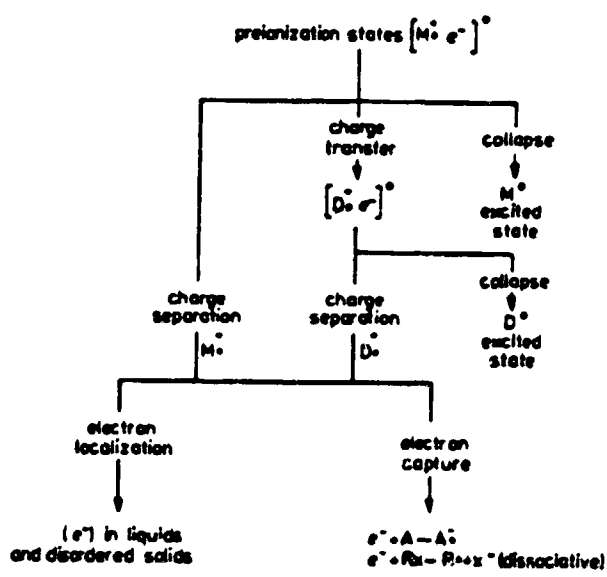 preionization states [M⁺• e⁻]*
charge
transfer
collapse
[D⁺• e⁻]*
M*
excited
state
collapse
charge
separation
charge
separation
D*
excited
state
M⁺•
D⁺•
electron
localization
electron
capture
(e⁻) in liquids
and disordered solids
e⁻ + A → A⁻•
e⁻ + RX → R• + X⁻ (dissociative)